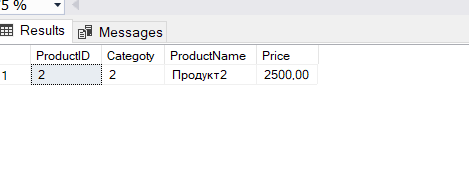 5 %
Results Messages
ProductID Categoty ProductName Price
1 2 2 Продукт2 2500,00